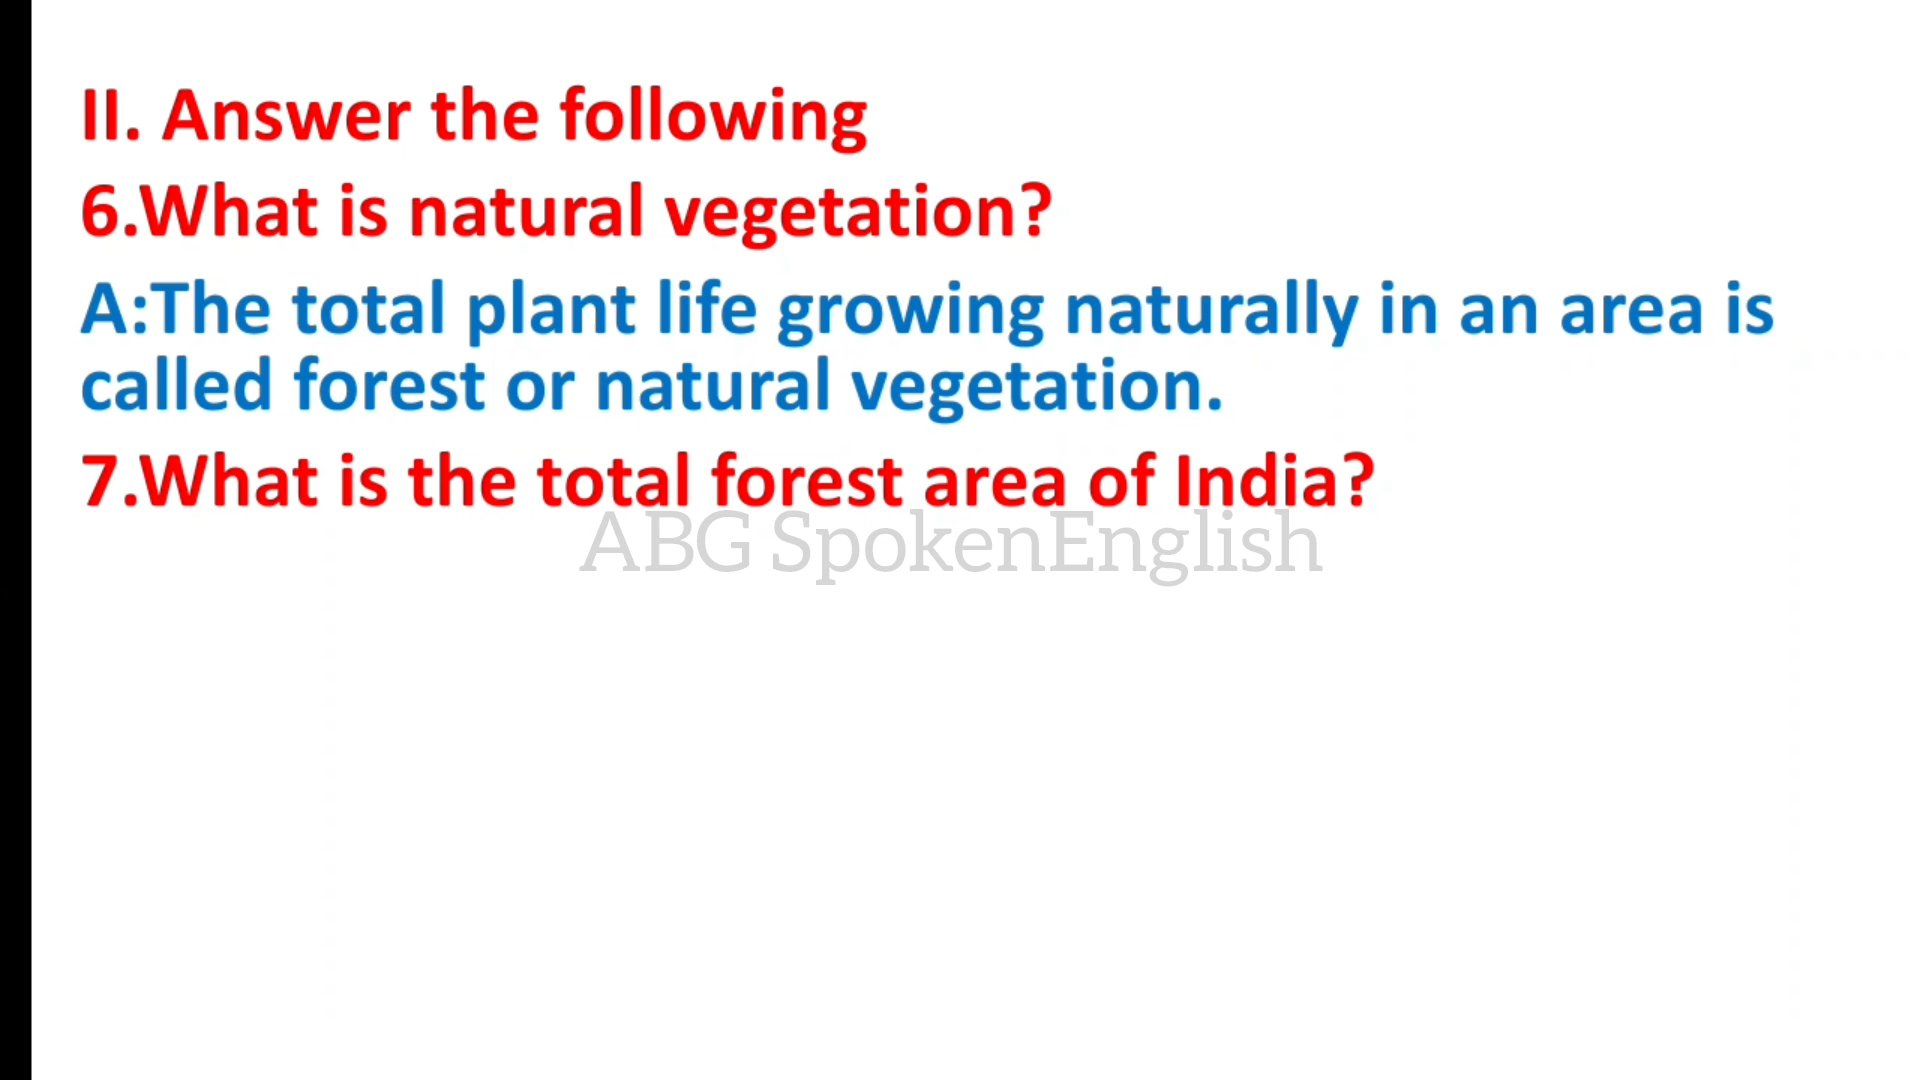 II. Answer the following
6.What is natural vegetation?
A:The total plant life growing naturally in an area is
called forest or natural vegetation.
7.What is the total forest area of India?
ABG SpokenEnglish